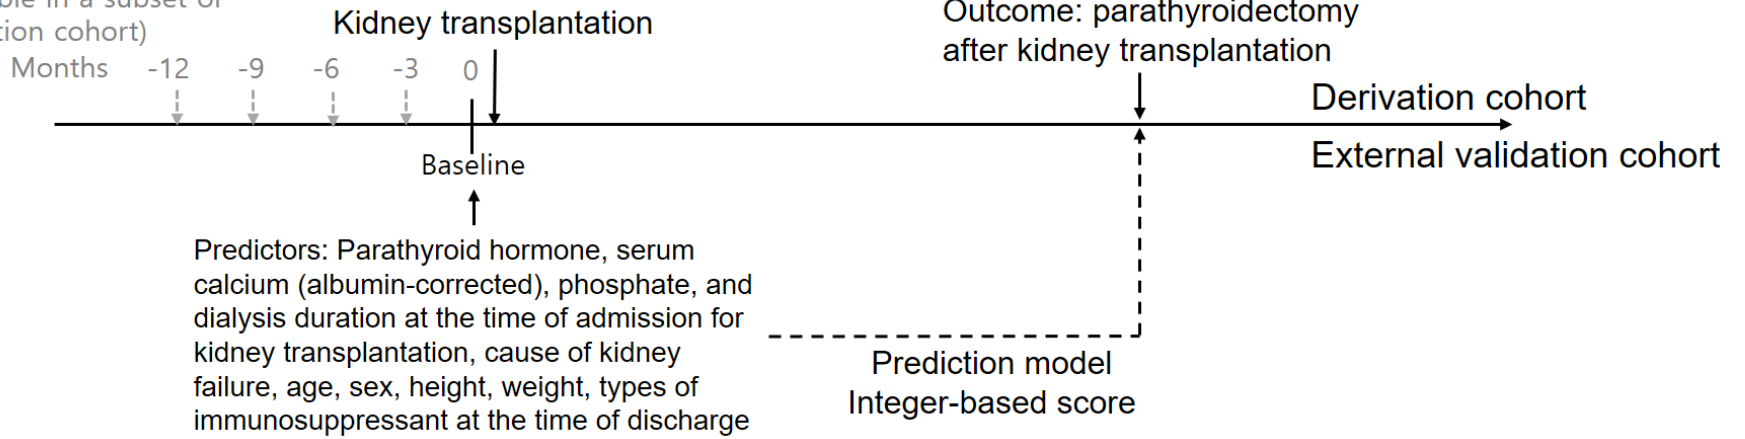 in a subset of
cohort)
Kidney transplantation
Outcome: parathyroidectomy
after kidney transplantation
Months -12 -9 -6 -3 0
Derivation cohort
External validation cohort
Baseline
Predictors: Parathyroid hormone, serum
calcium (albumin-corrected), phosphate, and
dialysis duration at the time of admission for
kidney transplantation, cause of kidney
failure, age, sex, height, weight, types of
immunosuppressant at the time of discharge
Prediction model
Integer-based score